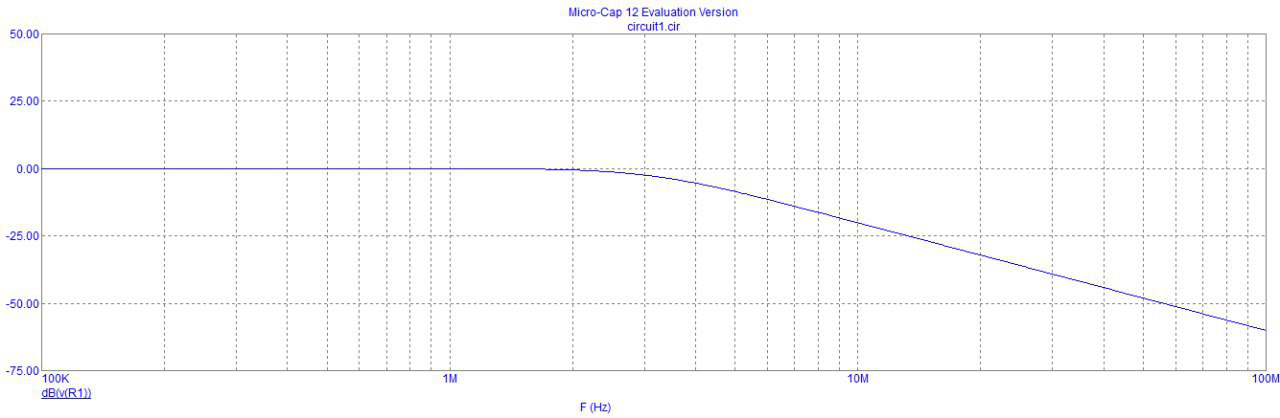 Micro-Cap 12 Evaluation Version
circuit1.cir
50.00
25.00
0.00
-25.00
-50.00
-75.00
100K 1M 10M 100M
dB(v(R1))
F (Hz)